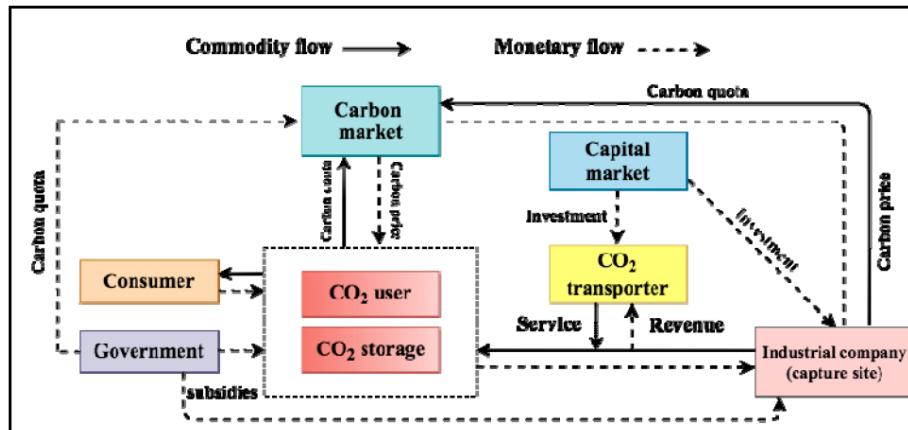 Commodity flow
Monetary flow
Carbon quota
Carbon
market
Capital
market
Carbon quota
Carbon price
Investment
Investment
Carbon price
Carbon quota
Consumer
CO₂ user
CO₂
transporter
Service
Revenue
Government
CO₂ storage
Industrial company
(capture site)
subsidies